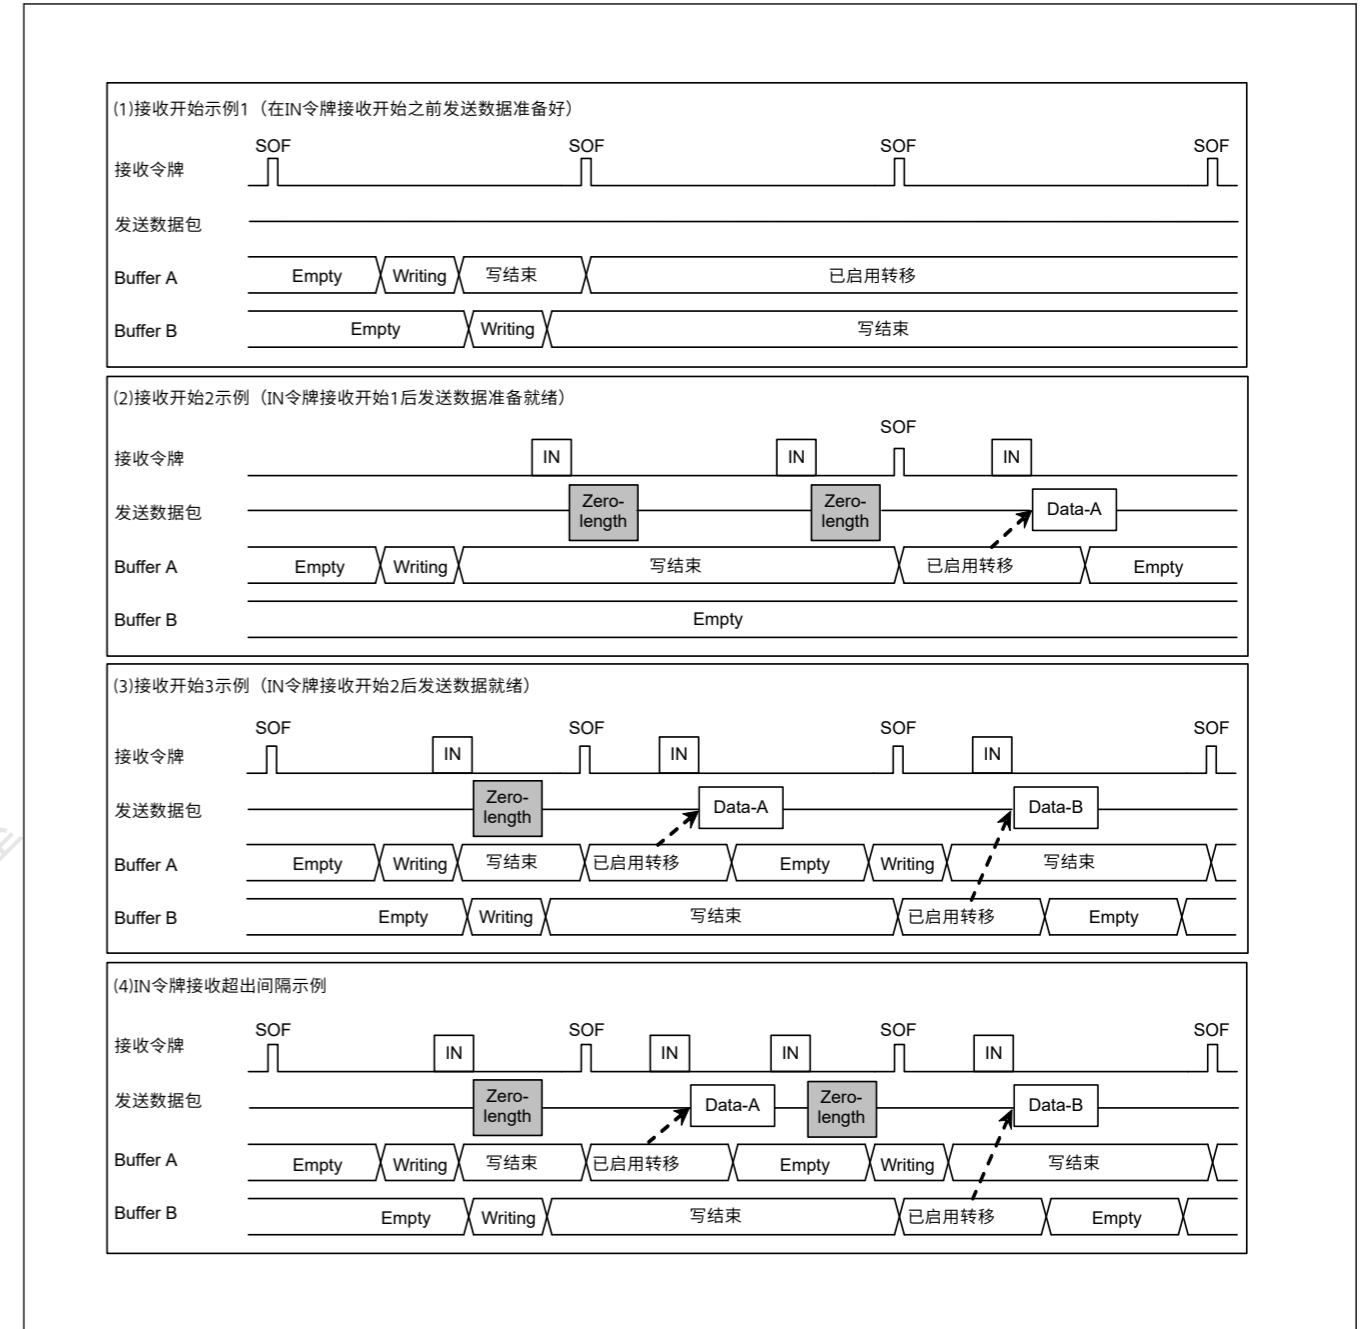 (1)接收开始示例1（在IN令牌接收开始之前发送数据准备好）
SOF SOF SOF SOF
接收令牌
发送数据包
Buffer A Empty Writing 写结束 已启用转移
Buffer B Empty Writing 写结束
(2)接收开始2示例（IN令牌接收开始1后发送数据准备就绪）
SOF
接收令牌 IN IN IN
发送数据包 Zero-length Zero-length Data-A
Buffer A Empty Writing 写结束 已启用转移 Empty
Buffer B Empty
(3)接收开始3示例（IN令牌接收开始2后发送数据就绪）
SOF SOF SOF SOF
接收令牌 IN IN IN
发送数据包 Zero-length Data-A Data-B
Buffer A Empty Writing 写结束 已启用转移 Empty Writing 写结束
Buffer B Empty Writing 写结束 已启用转移 Empty
(4)IN令牌接收超出间隔示例
SOF SOF SOF SOF
接收令牌 IN IN IN IN
发送数据包 Zero-length Data-A Zero-length Data-B
Buffer A Empty Writing 写结束 已启用转移 Empty Writing 写结束
Buffer B Empty Writing 写结束 已启用转移 Empty